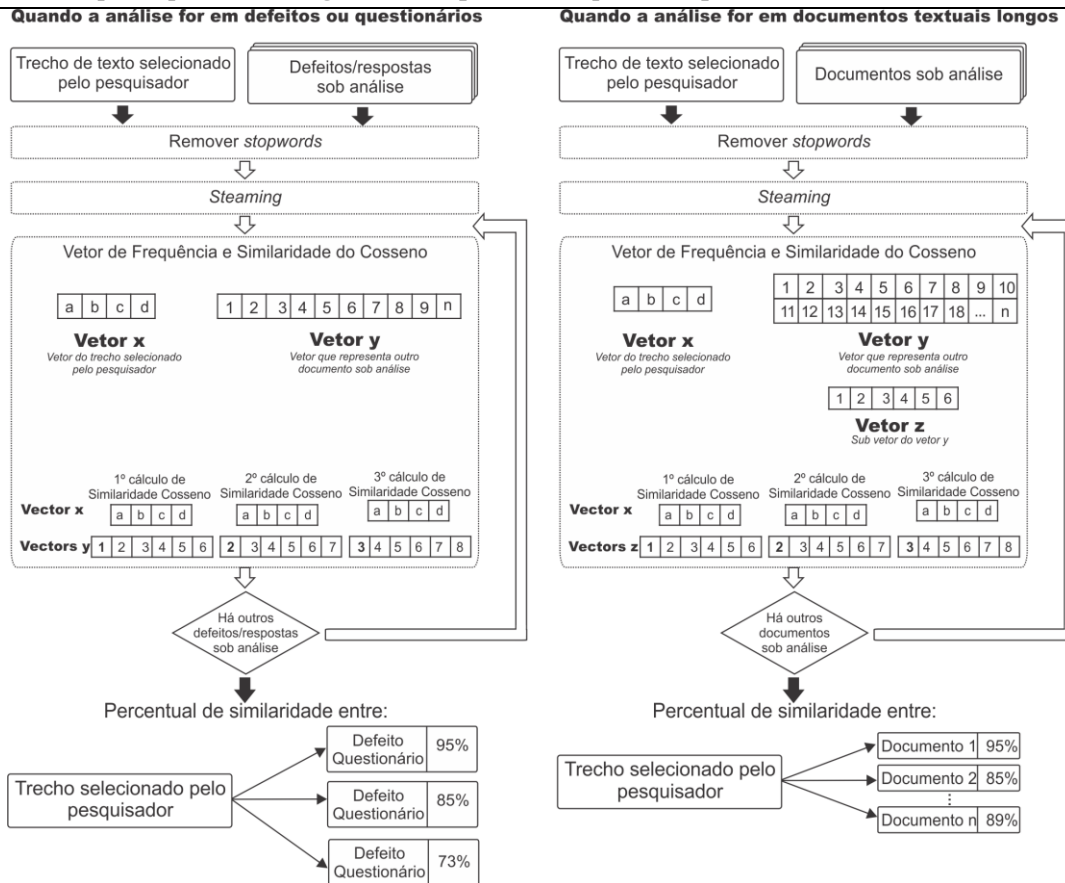 Quando a análise for em defeitos ou questionários
Trecho de texto selecionado
pelo pesquisador
Defeitos/respostas
sob análise
Remover stopwords
Steaming
Vetor de Frequência e Similaridade do Cosseno
a b c d
1 2 3 4 5 6 7 8 9 n
Vetor x
Vetor do trecho selecionado
pelo pesquisador
Vetor y
Vetor que representa outro
documento sob análise
1º cálculo de
Similaridade Cosseno
2º cálculo de
Similaridade Cosseno
3º cálculo de
Similaridade Cosseno
Vector x
a b c d
a b c d
a b c d
Vectors y
1 2 3 4 5 6
2 3 4 5 6 7
3 4 5 6 7 8
Há outros
defeitos/respostas
sob análise
Percentual de similaridade entre:
Trecho selecionado pelo
pesquisador
Defeito
Questionário
95%
Defeito
Questionário
85%
Defeito
Questionário
73%
Quando a análise for em documentos textuais longos
Trecho de texto selecionado
pelo pesquisador
Documentos sob análise
Remover stopwords
Steaming
Vetor de Frequência e Similaridade do Cosseno
a b c d
1 2 3 4 5 6 7 8 9 10
11 12 13 14 15 16 17 18 ... n
Vetor x
Vetor do trecho selecionado
pelo pesquisador
Vetor y
Vetor que representa outro
documento sob análise
1 2 3 4 5 6
Vetor z
Sub vetor do vetor y
1º cálculo de
Similaridade Cosseno
2º cálculo de
Similaridade Cosseno
3º cálculo de
Similaridade Cosseno
Vector x
a b c d
a b c d
a b c d
Vectors z
1 2 3 4 5 6
2 3 4 5 6 7
3 4 5 6 7 8
Há outros
documentos
sob análise
Percentual de similaridade entre:
Trecho selecionado pelo
pesquisador
Documento 1 95%
Documento 2 85%
Documento n 89%